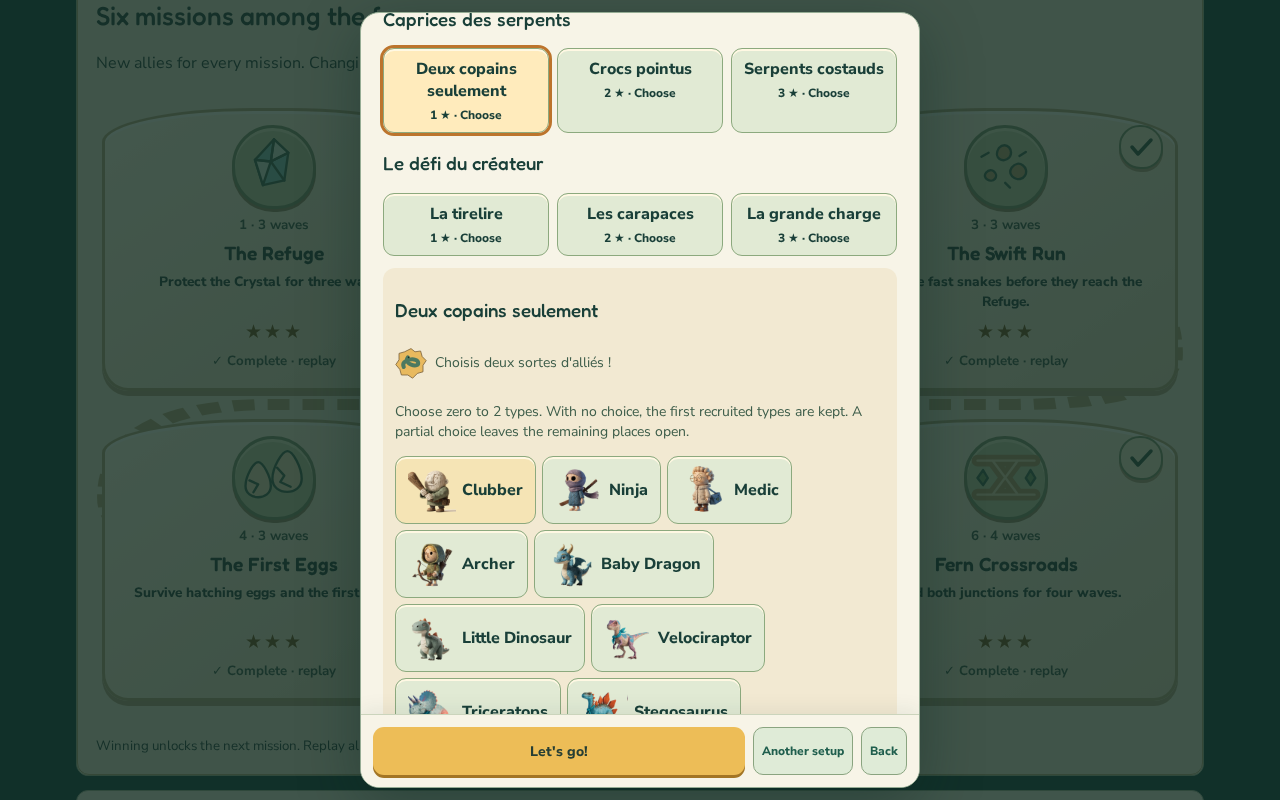 Six missions among the
Caprices des serpents
New allies for every mission. Changi
Deux copains
seulement
1 ★ · Choose
Crocs pointus
2 ★ · Choose
Serpents costauds
3 ★ · Choose
Le défi du créateur
La tirelire
1 ★ · Choose
Les carapaces
2 ★ · Choose
La grande charge
3 ★ · Choose
1 · 3 waves
The Refuge
Protect the Crystal for three wa
★★★
✓ Complete · replay
3 · 3 waves
The Swift Run
fast snakes before they reach the
Refuge.
★★★
✓ Complete · replay
Deux copains seulement
Choisis deux sortes d'alliés !
Choose zero to 2 types. With no choice, the first recruited types are kept. A
partial choice leaves the remaining places open.
Clubber
Ninja
Medic
Archer
Baby Dragon
Little Dinosaur
Velociraptor
Triceratops
Stegosaurus
4 · 3 waves
The First Eggs
Survive hatching eggs and the first
★★★
✓ Complete · replay
6 · 4 waves
Fern Crossroads
both junctions for four waves.
★★★
✓ Complete · replay
Winning unlocks the next mission. Replay al
Let's go!
Another setup
Back